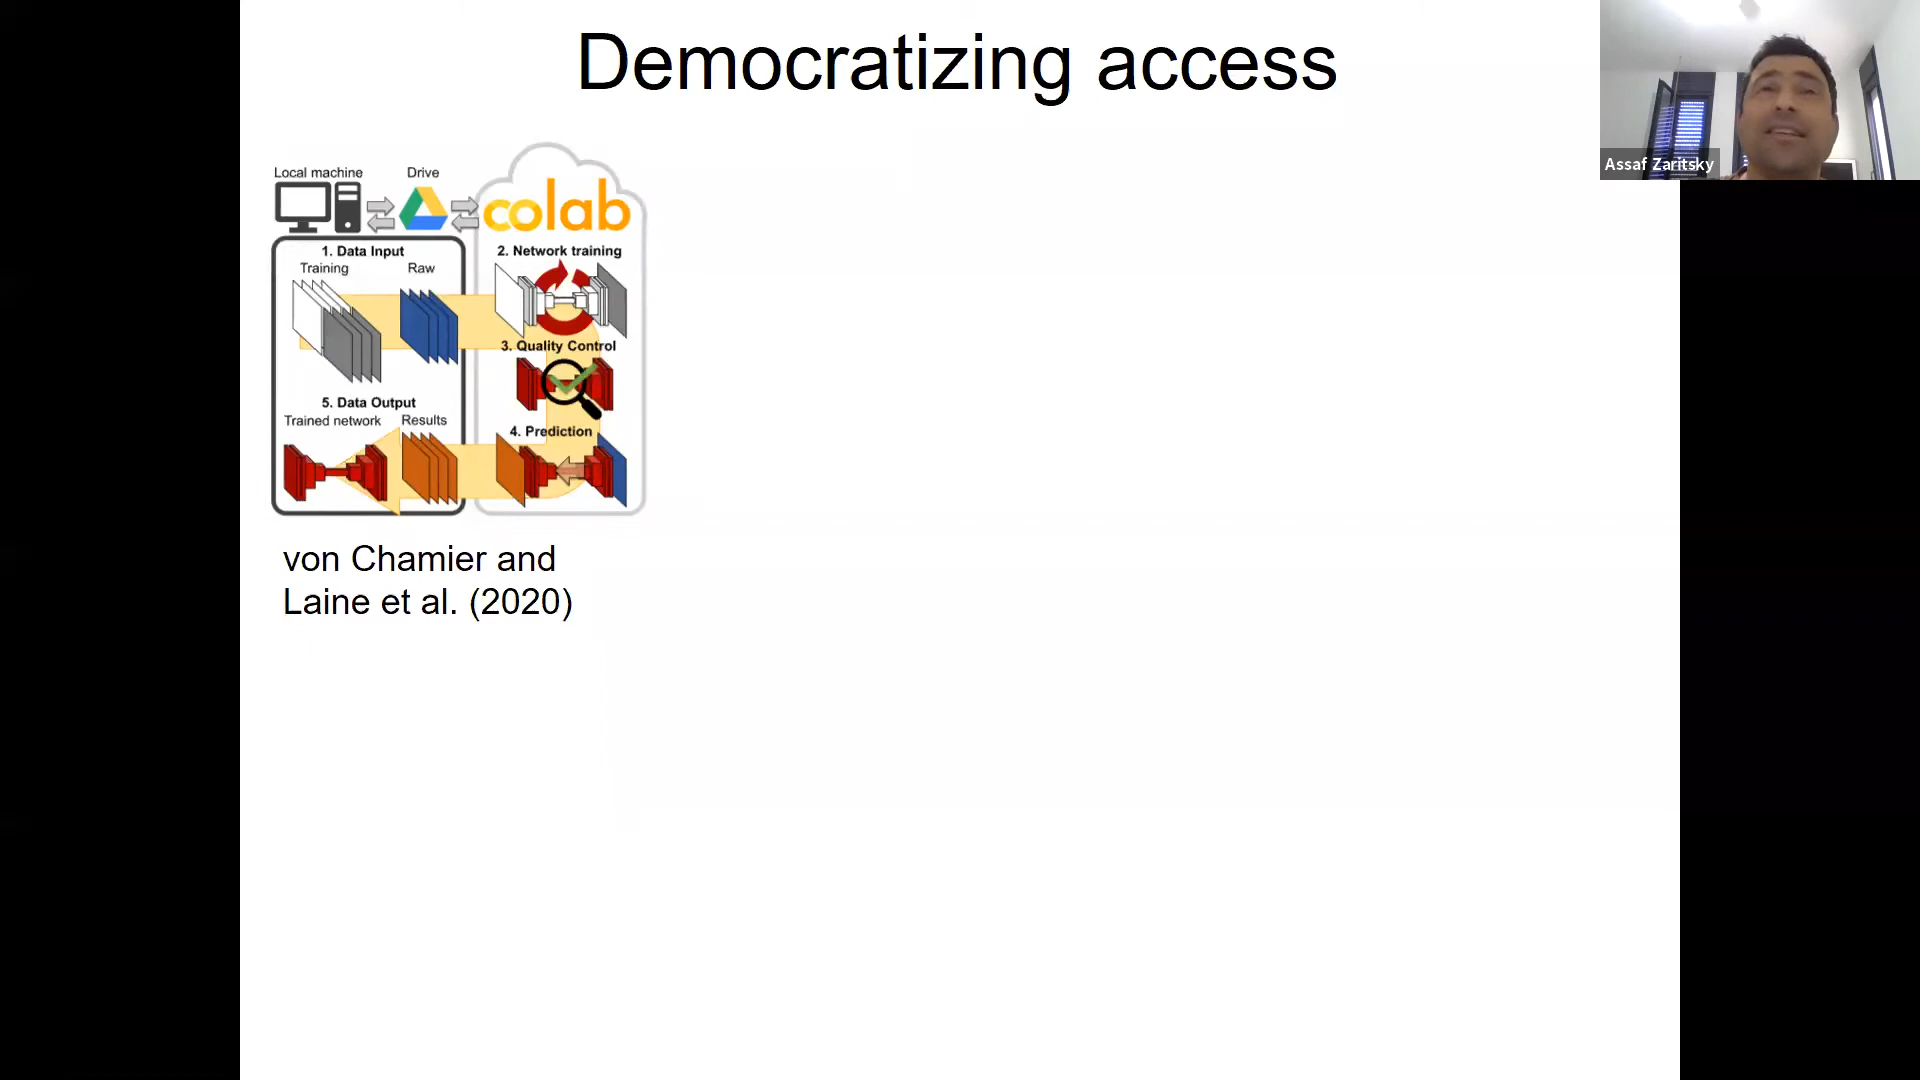 Democratizing access
Assaf Zaritsky
Local machine
Drive
colab
1. Data Input
Training
Raw
2. Network training
3. Quality Control
4. Prediction
5. Data Output
Trained network
Results
von Chamier and
Laine et al. (2020)